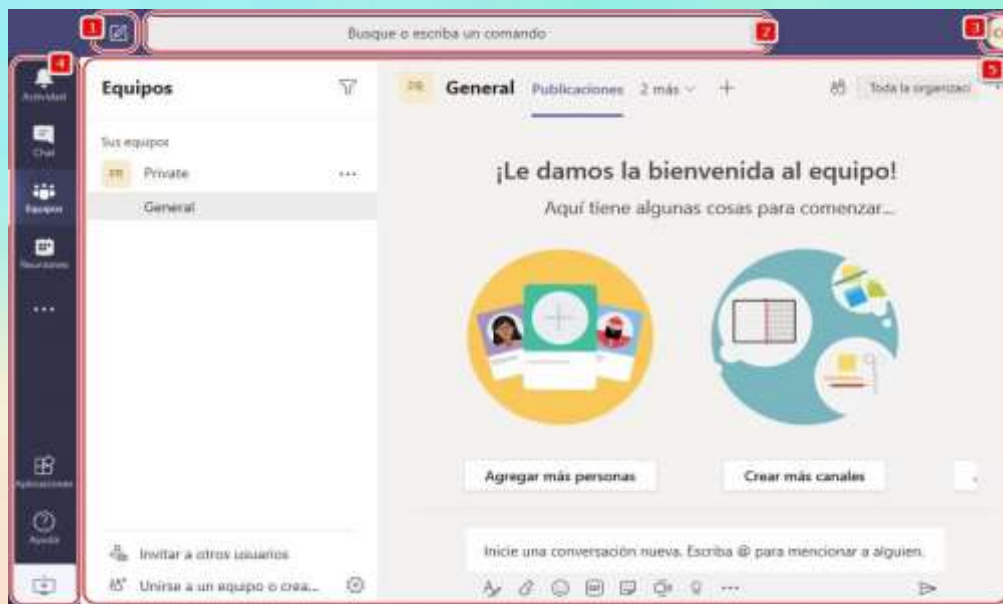 1
Busque o escriba un comando
2
3
4
5
Actividad
Chat
Equipos
Reuniones
Aplicaciones
Ayuda
Equipos
Sus equipos
PR Private
General
Invitar a otros usuarios
Unirse a un equipo o crea...
PR General Publicaciones 2 más
Toda la organizaci
¡Le damos la bienvenida al equipo!
Aquí tiene algunas cosas para comenzar...
Agregar más personas
Crear más canales
Inicie una conversación nueva. Escriba @ para mencionar a alguien.